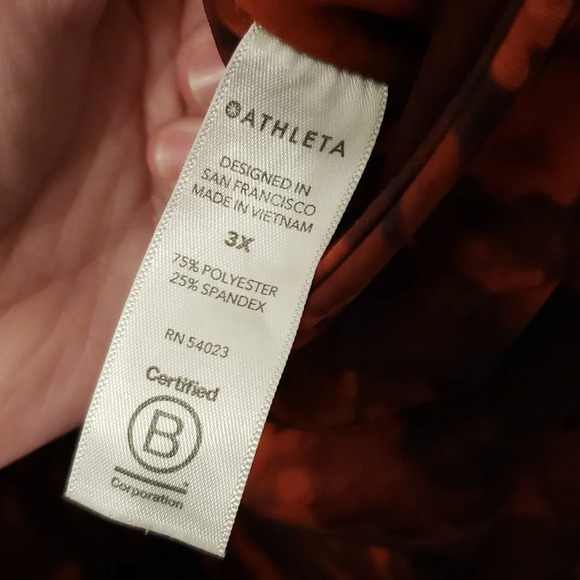 ATHLETA
DESIGNED IN
SAN FRANCISCO
MADE IN VIETNAM
3X
75% POLYESTER
25% SPANDEX
RN 54023
Certified
B
Corporation